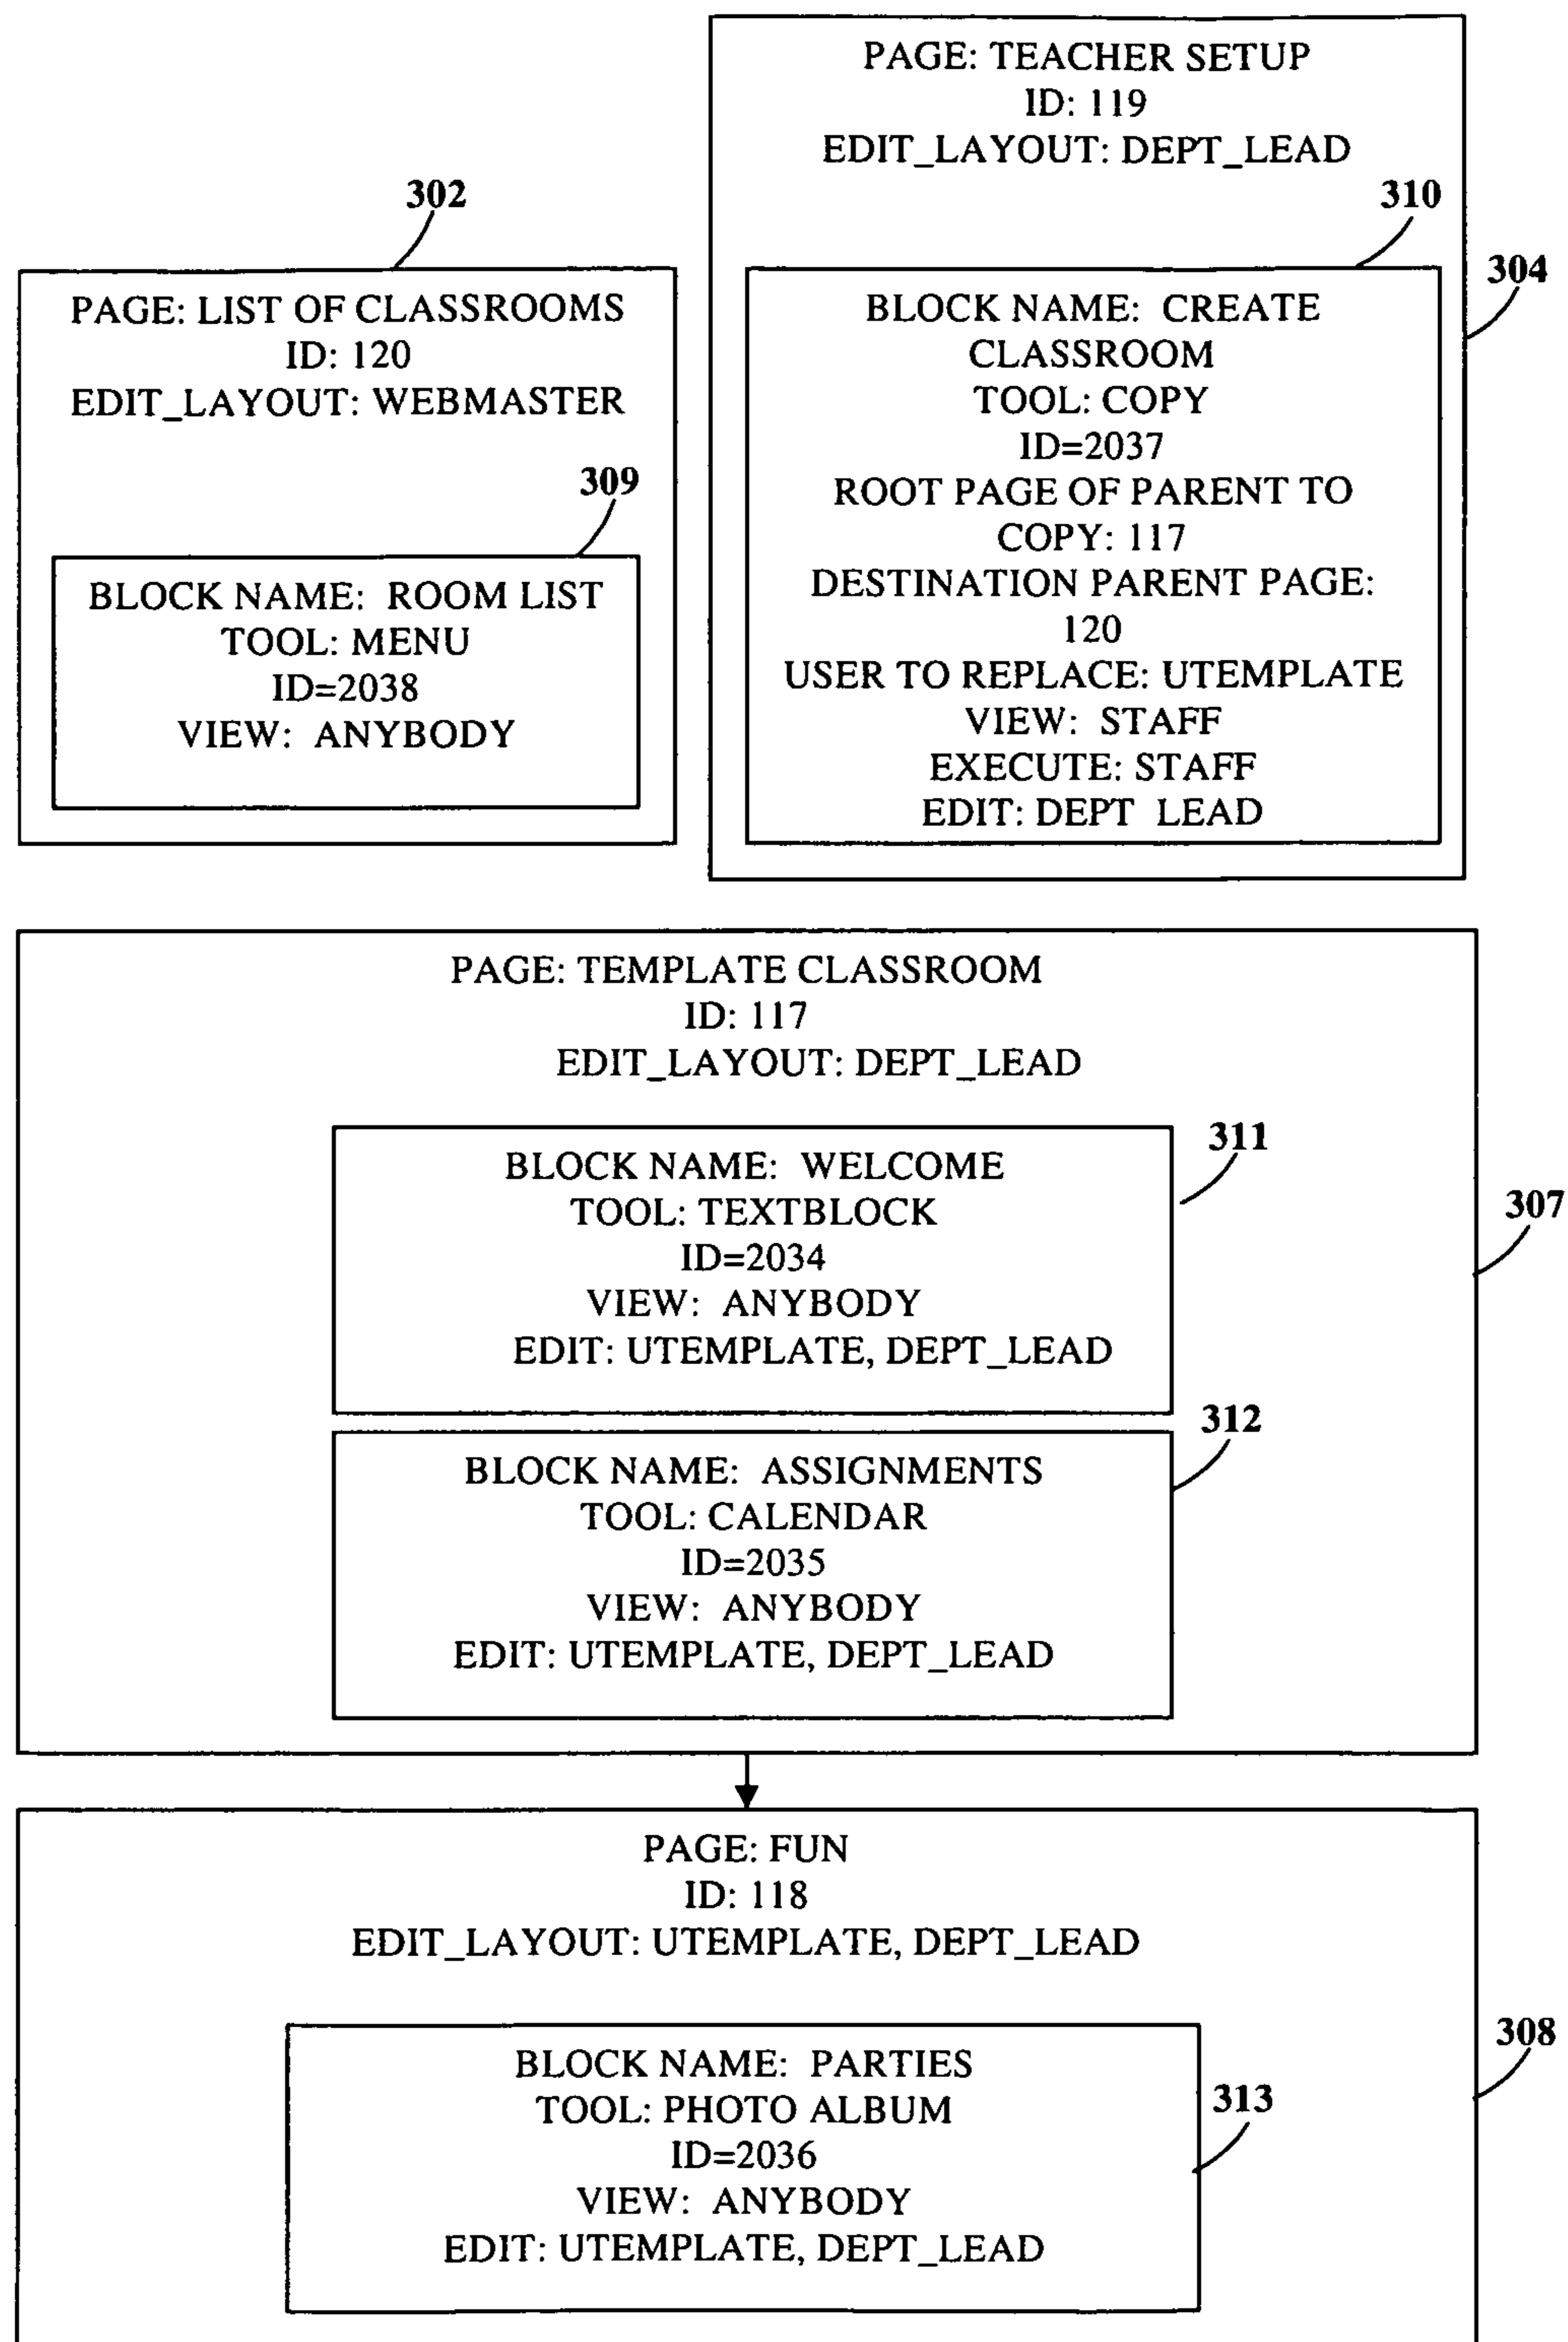 302
PAGE: LIST OF CLASSROOMS
ID: 120
EDIT_LAYOUT: WEBMASTER
309
BLOCK NAME: ROOM LIST
TOOL: MENU
ID=2038
VIEW: ANYBODY
PAGE: TEACHER SETUP
ID: 119
EDIT_LAYOUT: DEPT_LEAD
310
304
BLOCK NAME: CREATE
CLASSROOM
TOOL: COPY
ID=2037
ROOT PAGE OF PARENT TO
COPY: 117
DESTINATION PARENT PAGE:
120
USER TO REPLACE: UTEMPLATE
VIEW: STAFF
EXECUTE: STAFF
EDIT: DEPT LEAD
PAGE: TEMPLATE CLASSROOM
ID: 117
EDIT_LAYOUT: DEPT_LEAD
311
307
BLOCK NAME: WELCOME
TOOL: TEXTBLOCK
ID=2034
VIEW: ANYBODY
EDIT: UTEMPLATE, DEPT_LEAD
312
BLOCK NAME: ASSIGNMENTS
TOOL: CALENDAR
ID=2035
VIEW: ANYBODY
EDIT: UTEMPLATE, DEPT_LEAD
PAGE: FUN
ID: 118
EDIT_LAYOUT: UTEMPLATE, DEPT_LEAD
308
BLOCK NAME: PARTIES
TOOL: PHOTO ALBUM
313
ID=2036
VIEW: ANYBODY
EDIT: UTEMPLATE, DEPT_LEAD